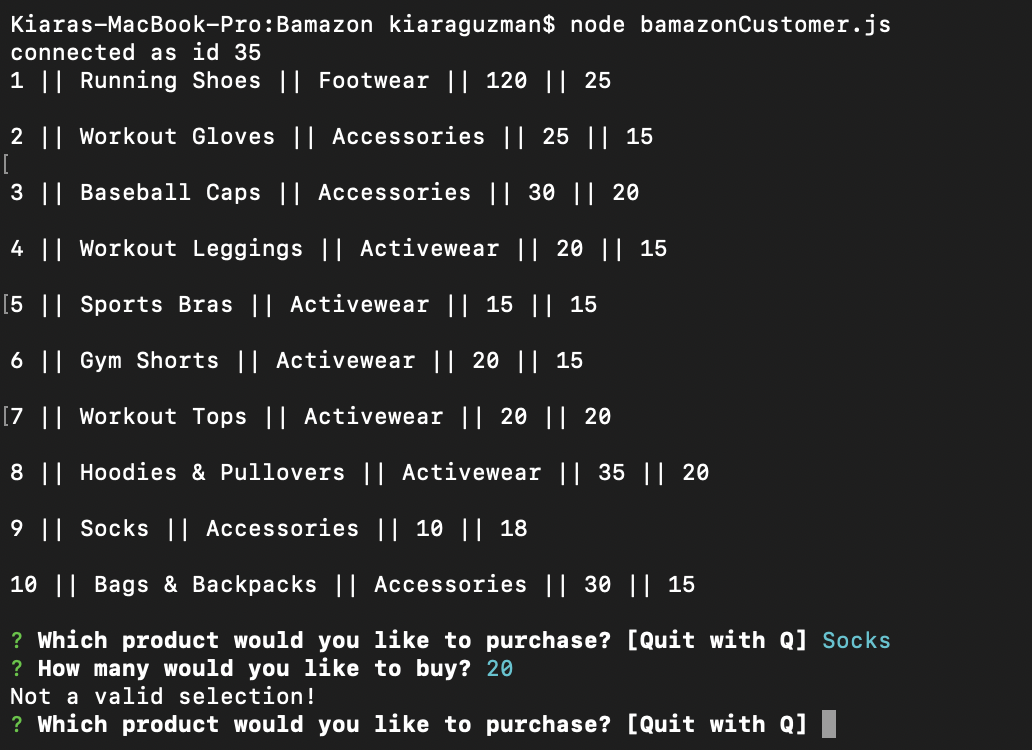 Kiaras-MacBook-Pro:Bamazon kiaraguzman$ node bamazonCustomer.js
connected as id 35
1 || Running Shoes || Footwear || 120 || 25
2 || Workout Gloves || Accessories || 25 || 15
[
3 || Baseball Caps || Accessories || 30 || 20
4 || Workout Leggings || Activewear || 20 || 15
[5 || Sports Bras || Activewear || 15 || 15
6 || Gym Shorts || Activewear || 20 || 15
[7 || Workout Tops || Activewear || 20 || 20
8 || Hoodies & Pullovers || Activewear || 35 || 20
9 || Socks || Accessories || 10 || 18
10 || Bags & Backpacks || Accessories || 30 || 15
? Which product would you like to purchase? [Quit with Q] Socks
? How many would you like to buy? 20
Not a valid selection!
? Which product would you like to purchase? [Quit with Q]